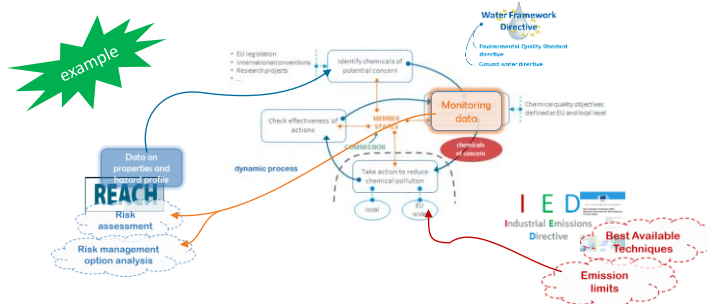 example
Water Framework
Directive
Environmental Quality Standard
directive
Ground water directive
• EU legislation
• International conventions
• Research projects
• ...
Identify chemicals of
potential concern
Monitoring
data
Chemical quality objectives
defined at EU and local level
Check effectiveness of
actions
MEMBER
STATES
COMMISSION
chemicals
of concern
Data on
properties and
hazard profile
dynamic process
Take action to reduce
chemical pollution
REACH
local
EU
wide
Risk
assessment
Risk management
option analysis
I E D
Industrial Emissions
Directive
Best Available
Techniques
Emission
limits